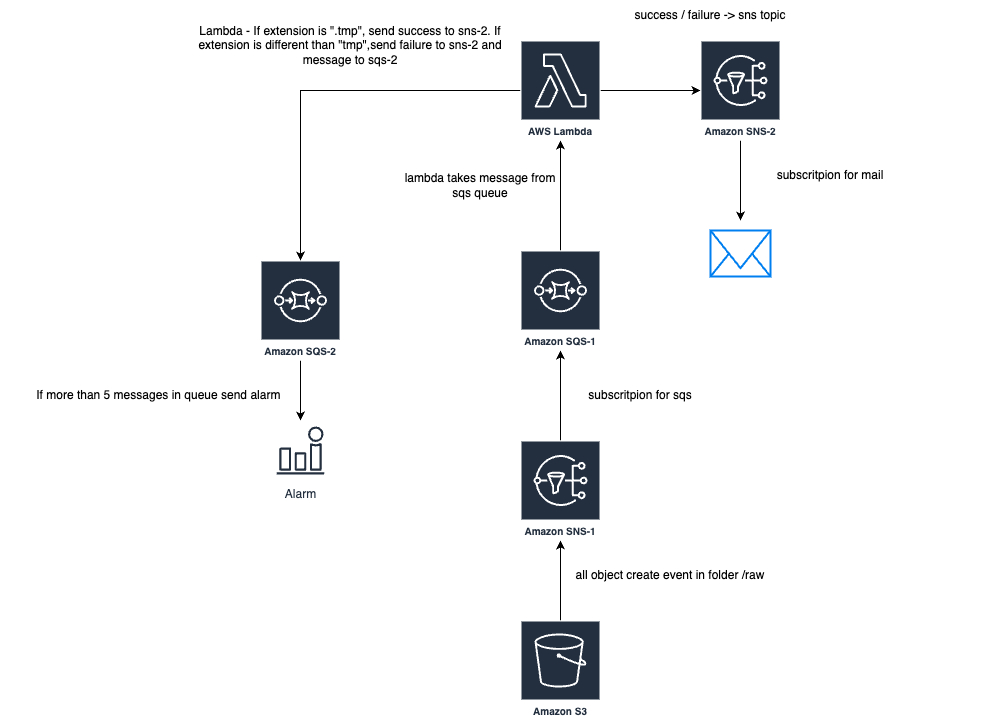 success / failure -> sns topic
Lambda - If extension is ".tmp", send success to sns-2. If
extension is different than "tmp",send failure to sns-2 and
message to sqs-2
AWS Lambda
Amazon SNS-2
lambda takes message from
sqs queue
subscritpion for mail
Amazon SQS-2
Amazon SQS-1
If more than 5 messages in queue send alarm
subscritpion for sqs
Alarm
Amazon SNS-1
all object create event in folder /raw
Amazon S3